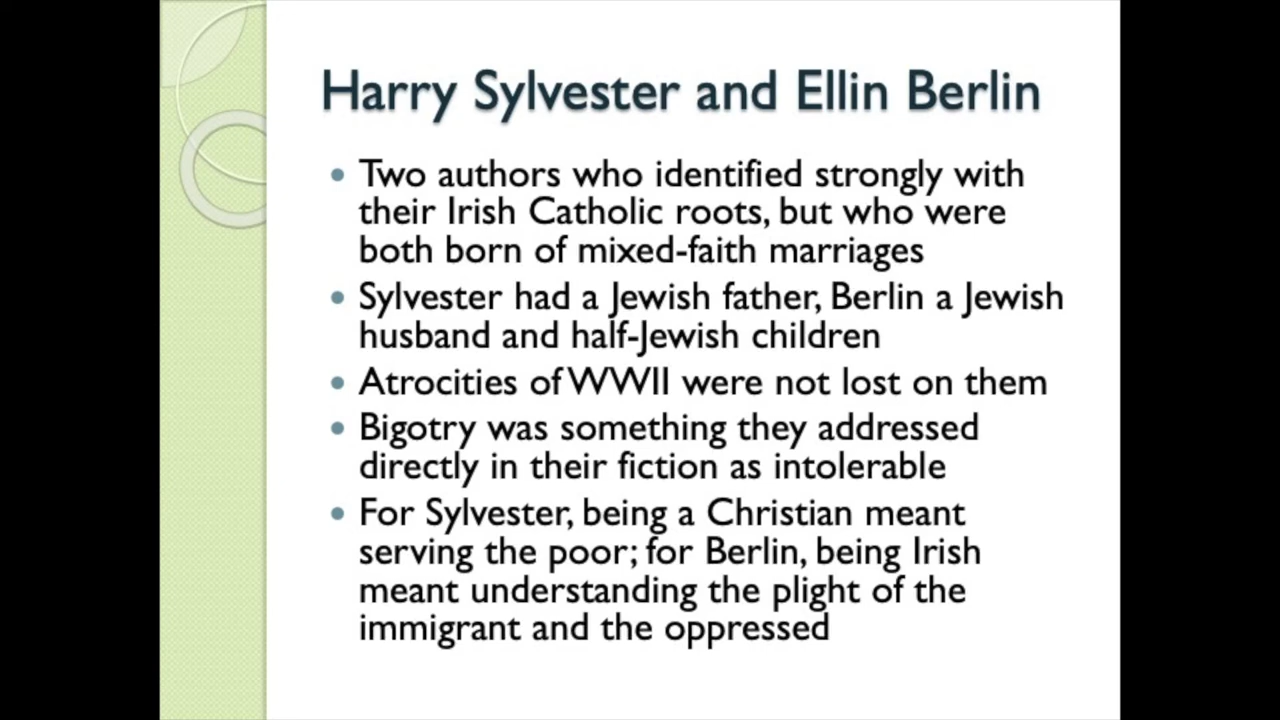 Harry Sylvester and Ellin Berlin
• Two authors who identified strongly with
their Irish Catholic roots, but who were
both born of mixed-faith marriages
• Sylvester had a Jewish father, Berlin a Jewish
husband and half-Jewish children
• Atrocities of WWII were not lost on them
• Bigotry was something they addressed
directly in their fiction as intolerable
• For Sylvester, being a Christian meant
serving the poor; for Berlin, being Irish
meant understanding the plight of the
immigrant and the oppressed